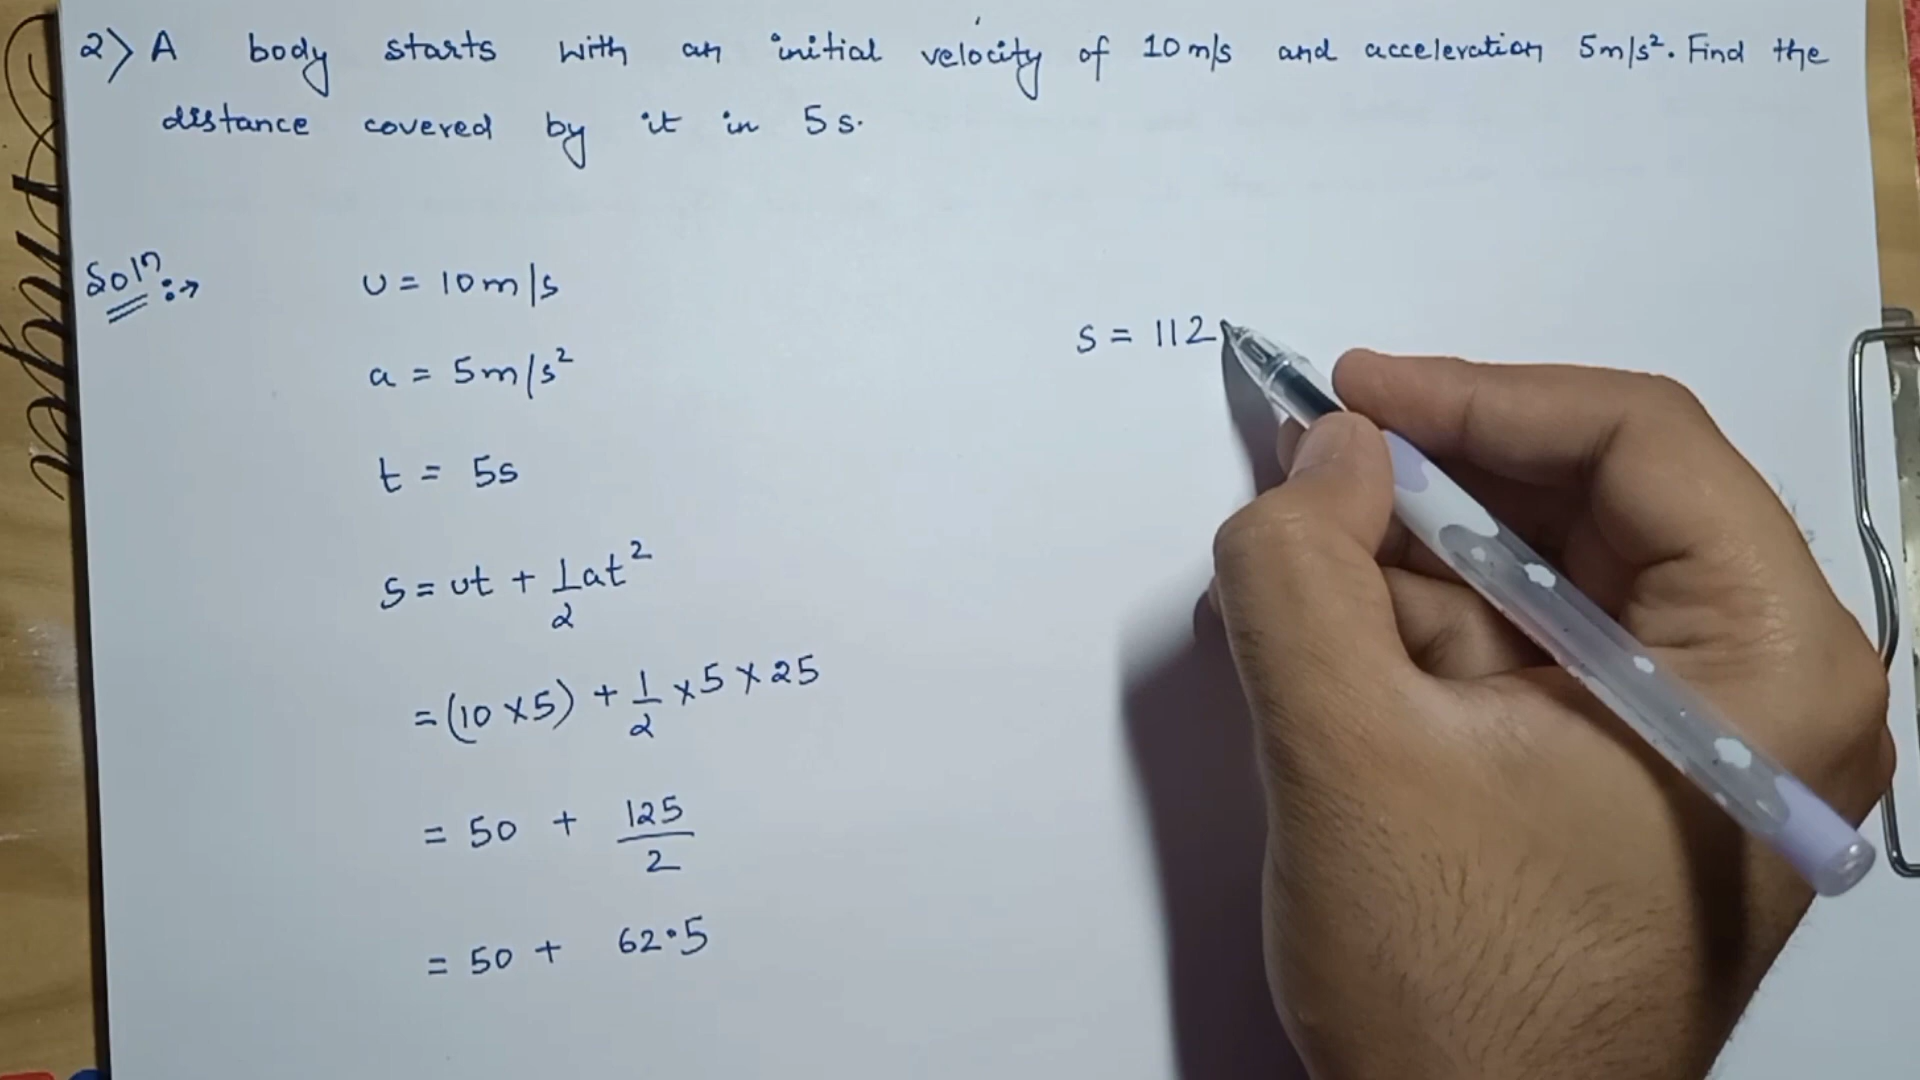 2) A body starts with an initial velocity of 10 m/s and acceleration 5m/s². Find the
distance covered by it in 5 s.
Solⁿ :→
u = 10 m/s
a = 5m/s²
t = 5s
s = ut + 1/2 at²
= (10 × 5) + 1/2 × 5 × 25
= 50 + 125/2
= 50 + 62.5
s = 112